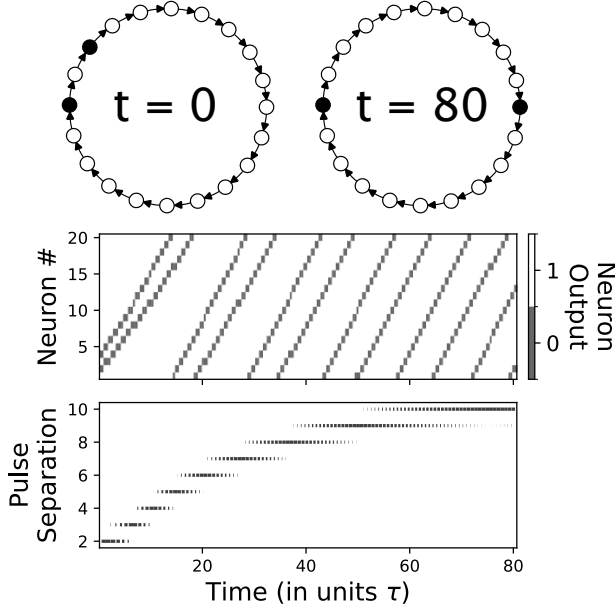 t = 0
t = 80
Neuron #
20
15
10
5
1
0
Neuron
Output
Pulse
Separation
10
8
6
4
2
20
40
60
80
Time (in units τ)